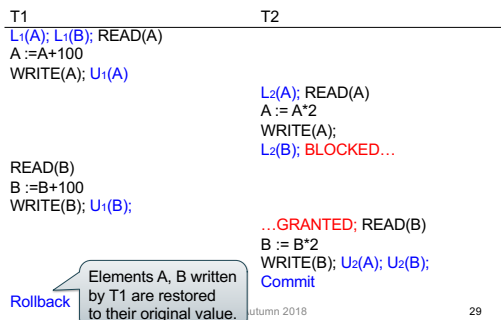 T1 T2
L1(A); L1(B); READ(A)
A :=A+100
WRITE(A); U1(A)
L2(A); READ(A)
A := A*2
WRITE(A);
L2(B); BLOCKED…
READ(B)
B :=B+100
WRITE(B); U1(B);
…GRANTED; READ(B)
B := B*2
WRITE(B); U2(A); U2(B);
Commit
Elements A, B written
by T1 are restored
to their original value.
Rollback
utumn 2018 29